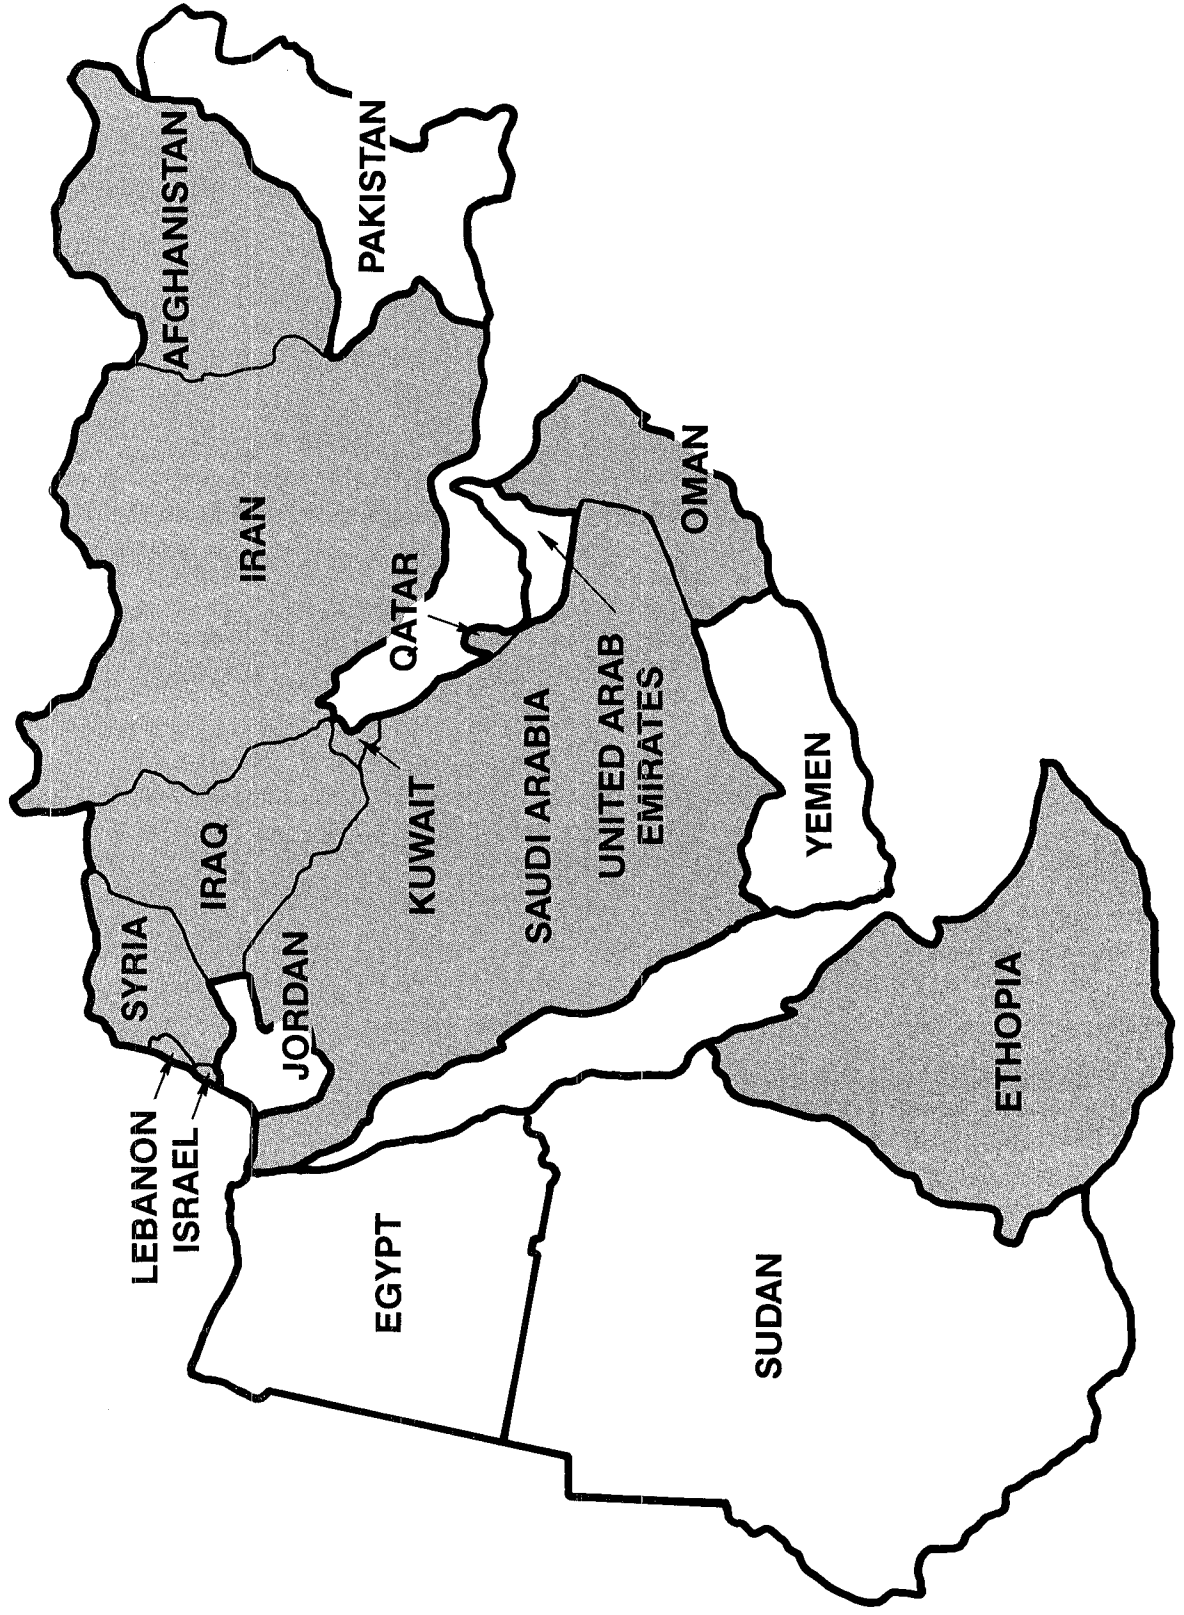 AFGHANISTAN
PAKISTAN
IRAN
OMAN
QATAR
SYRIA
IRAQ
KUWAIT
SAUDI ARABIA
UNITED ARAB
EMIRATES
YEMEN
LEBANON
ISRAEL
JORDAN
ETHOPIA
EGYPT
SUDAN